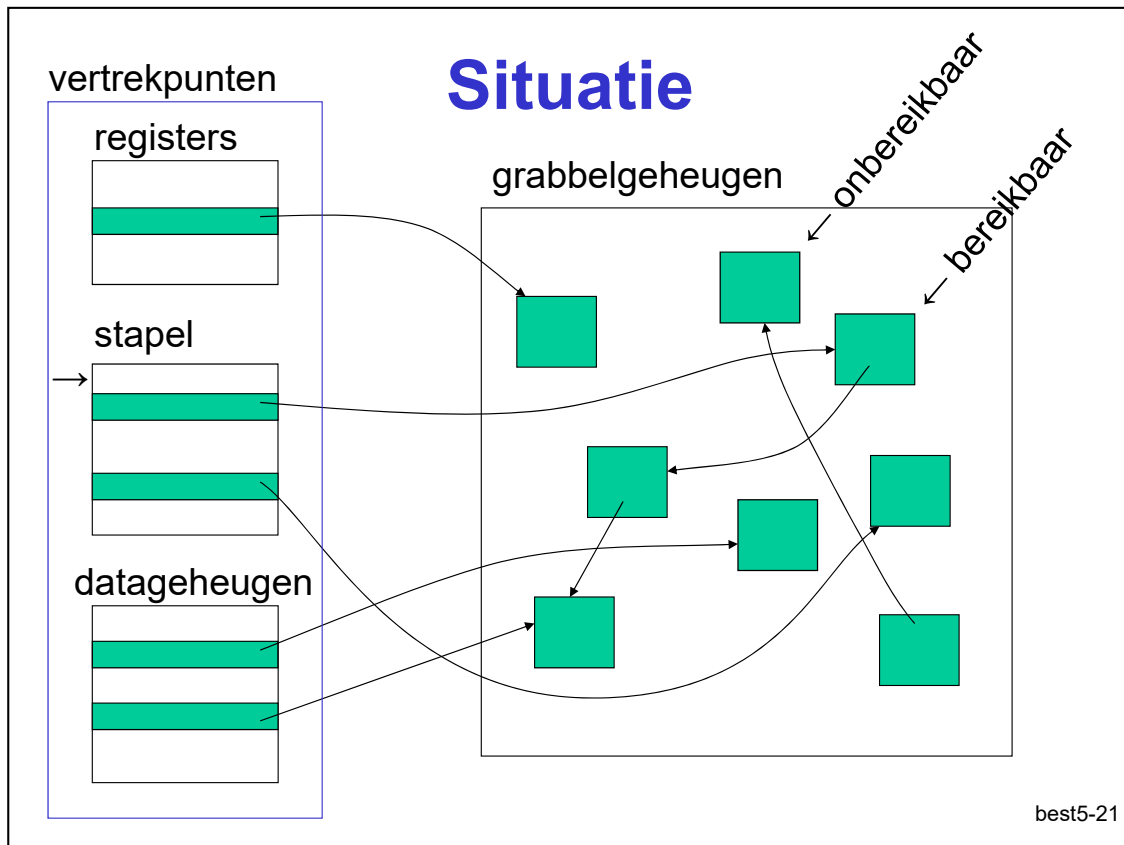 Situatie
vertrekpunten
registers
stapel
→
datageheugen
grabbelgeheugen
← onbereikbaar
← bereikbaar
best5-21